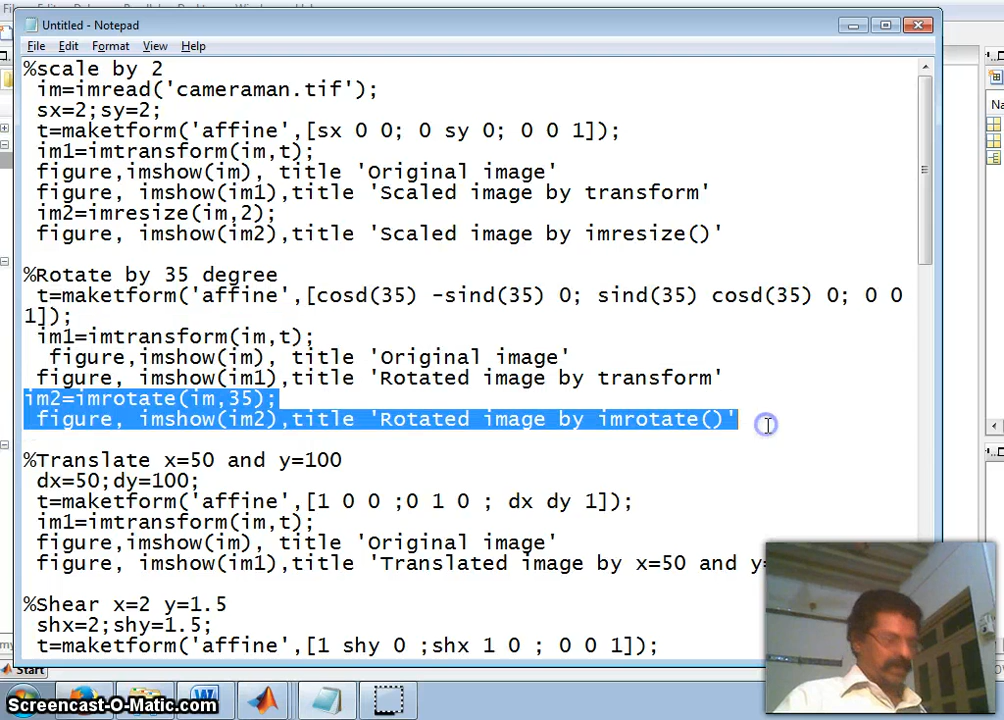 Untitled - Notepad
File Edit Format View Help
%scale by 2
im=imread('cameraman.tif');
sx=2;sy=2;
t=maketform('affine',[sx 0 0; 0 sy 0; 0 0 1]);
im1=imtransform(im,t);
figure,imshow(im), title 'Original image'
figure, imshow(im1),title 'Scaled image by transform'
im2=imresize(im,2);
figure, imshow(im2),title 'Scaled image by imresize()'
%Rotate by 35 degree
t=maketform('affine',[cosd(35) -sind(35) 0; sind(35) cosd(35) 0; 0 0
1]);
im1=imtransform(im,t);
figure,imshow(im), title 'Original image'
figure, imshow(im1),title 'Rotated image by transform'
im2=imrotate(im,35);
figure, imshow(im2),title 'Rotated image by imrotate()'
%Translate x=50 and y=100
dx=50;dy=100;
t=maketform('affine',[1 0 0 ;0 1 0 ; dx dy 1]);
im1=imtransform(im,t);
figure,imshow(im), title 'Original image'
figure, imshow(im1),title 'Translated image by x=50 and y=
%Shear x=2 y=1.5
shx=2;shy=1.5;
t=maketform('affine',[1 shy 0 ;shx 1 0 ; 0 0 1]);
Start
Screencast-O-Matic.com